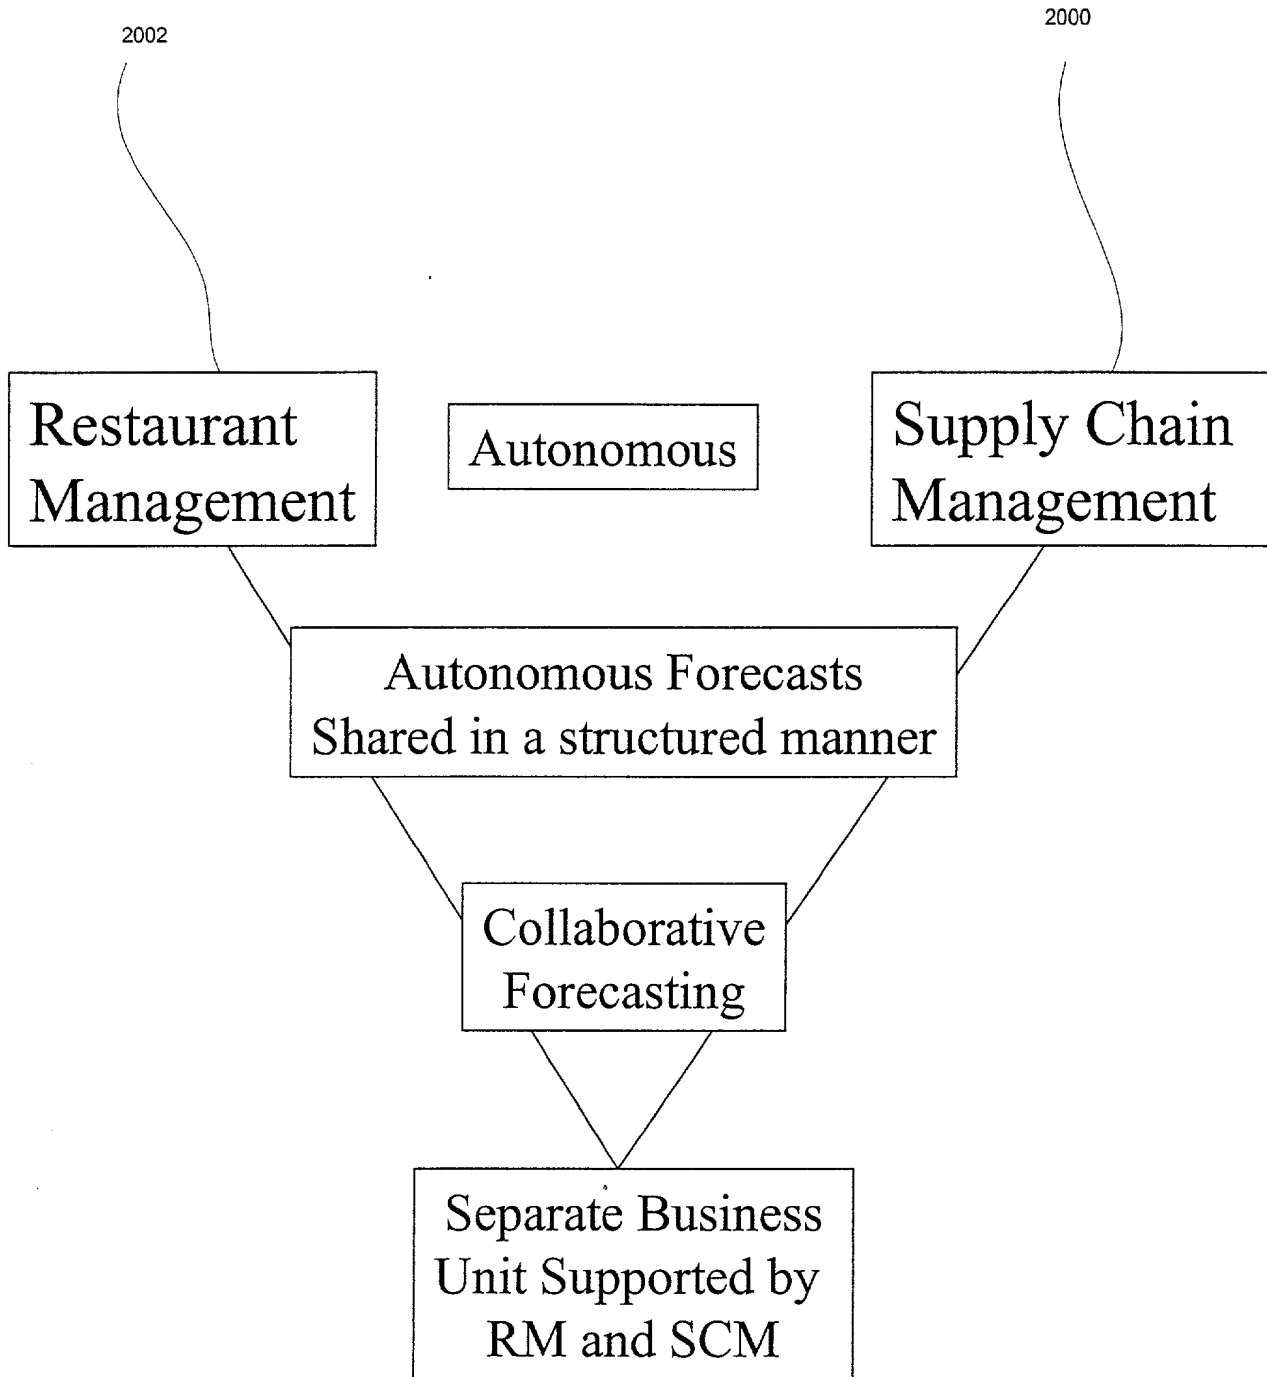 2002
2000
Restaurant
Management
Autonomous
Supply Chain
Management
Autonomous Forecasts
Shared in a structured manner
Collaborative
Forecasting
Separate Business
Unit Supported by
RM and SCM